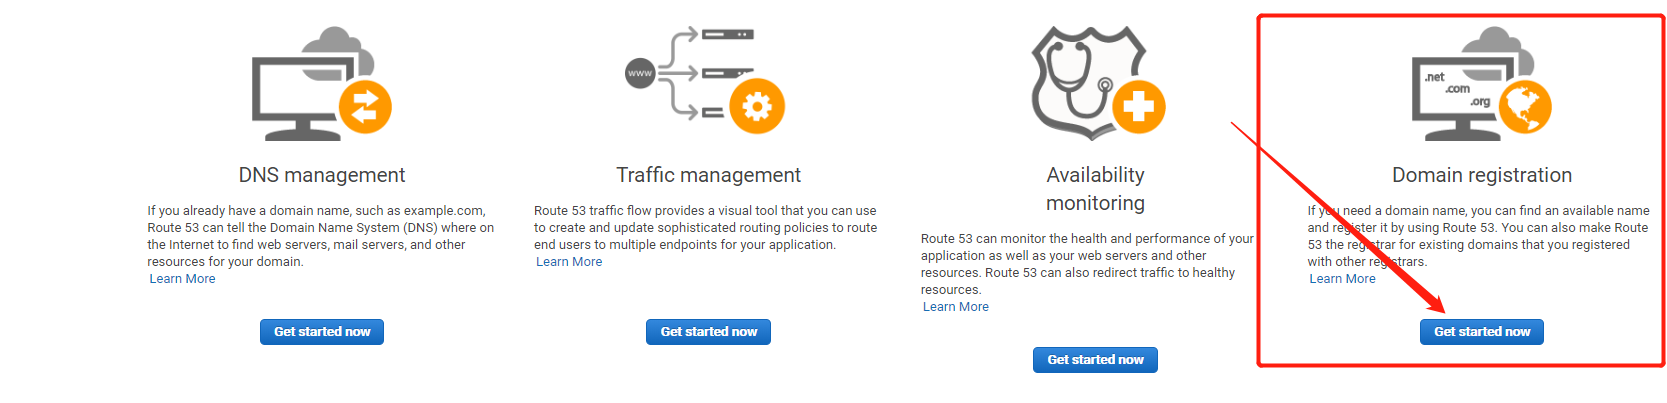 www
.net
.com
.org
DNS management
If you already have a domain name, such as example.com,
Route 53 can tell the Domain Name System (DNS) where on
the Internet to find web servers, mail servers, and other
resources for your domain.
Learn More
Get started now
Traffic management
Route 53 traffic flow provides a visual tool that you can use
to create and update sophisticated routing policies to route
end users to multiple endpoints for your application.
Learn More
Get started now
Availability
monitoring
Route 53 can monitor the health and performance of your
application as well as your web servers and other
resources. Route 53 can also redirect traffic to healthy
resources.
Learn More
Get started now
Domain registration
If you need a domain name, you can find an available name
and register it by using Route 53. You can also make Route
53 the registrar for existing domains that you registered
with other registrars.
Learn More
Get started now